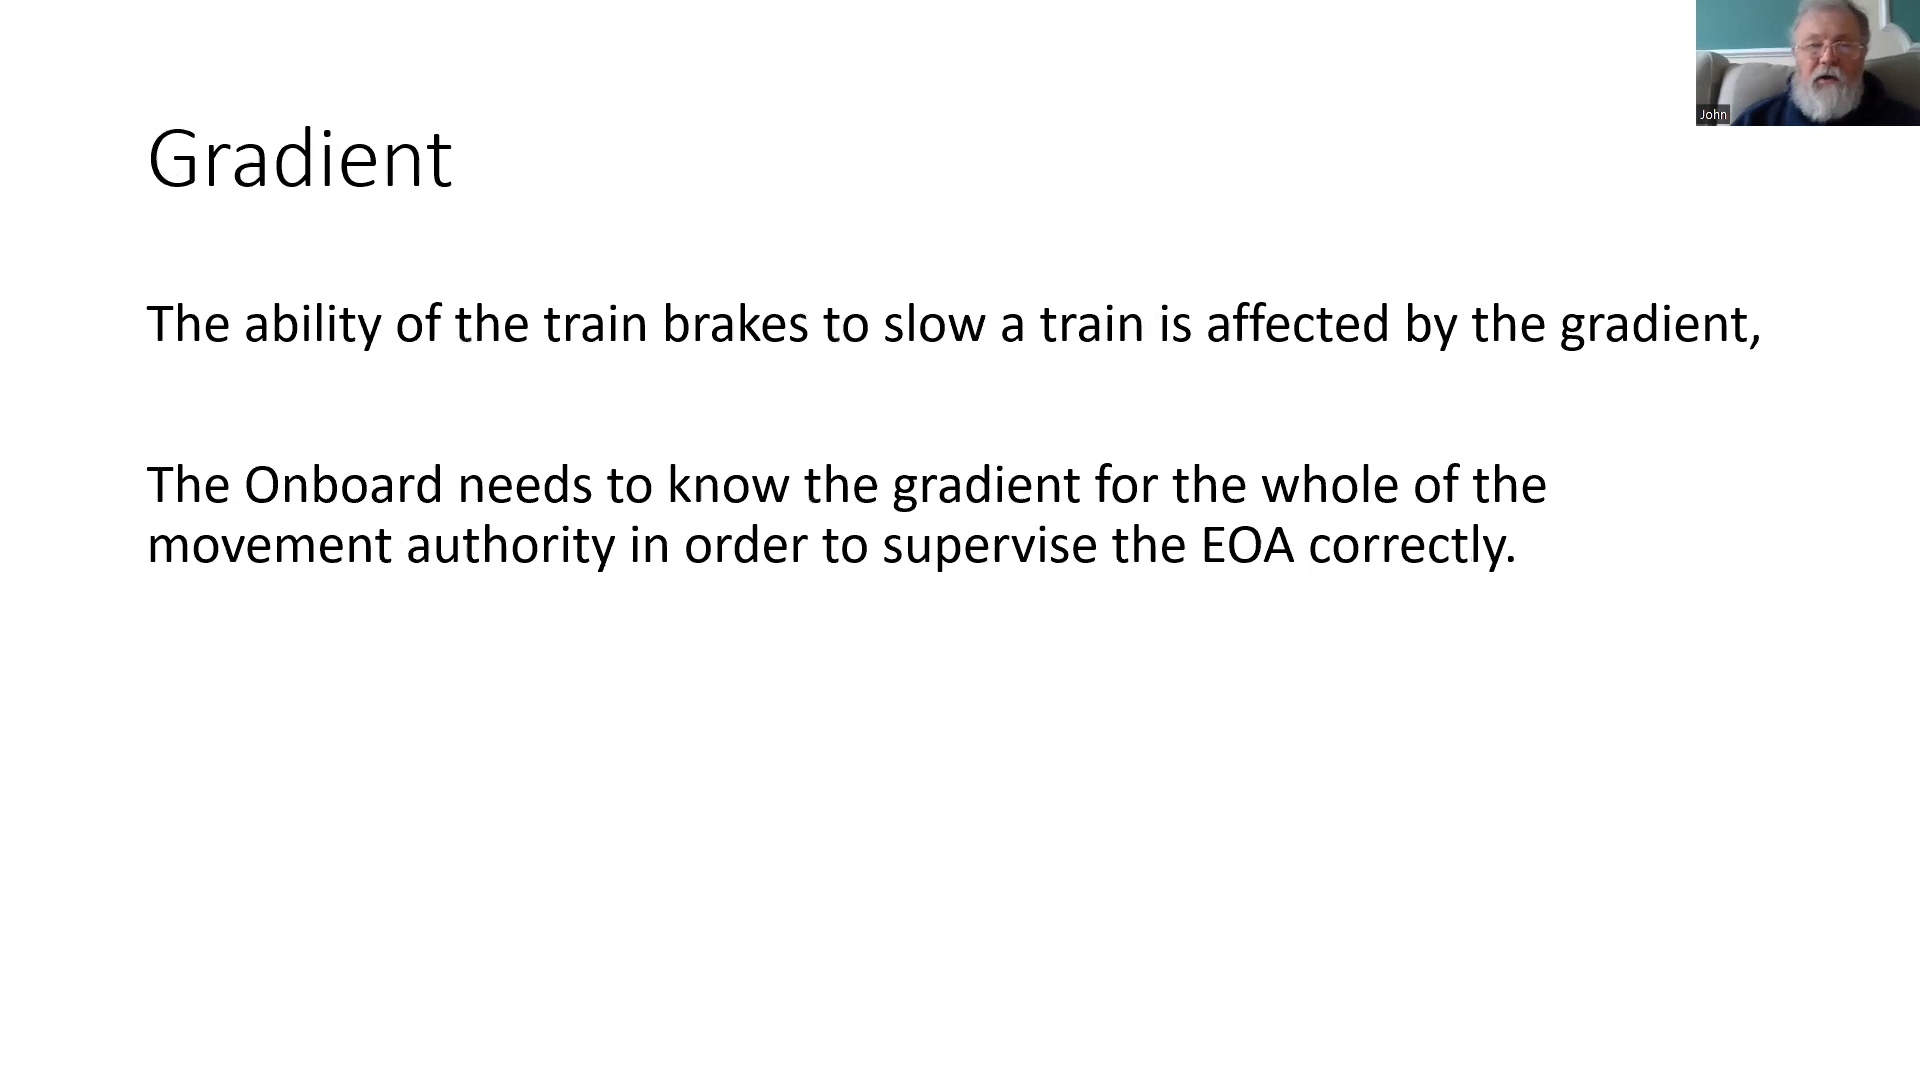 John
Gradient
The ability of the train brakes to slow a train is affected by the gradient,
The Onboard needs to know the gradient for the whole of the
movement authority in order to supervise the EOA correctly.